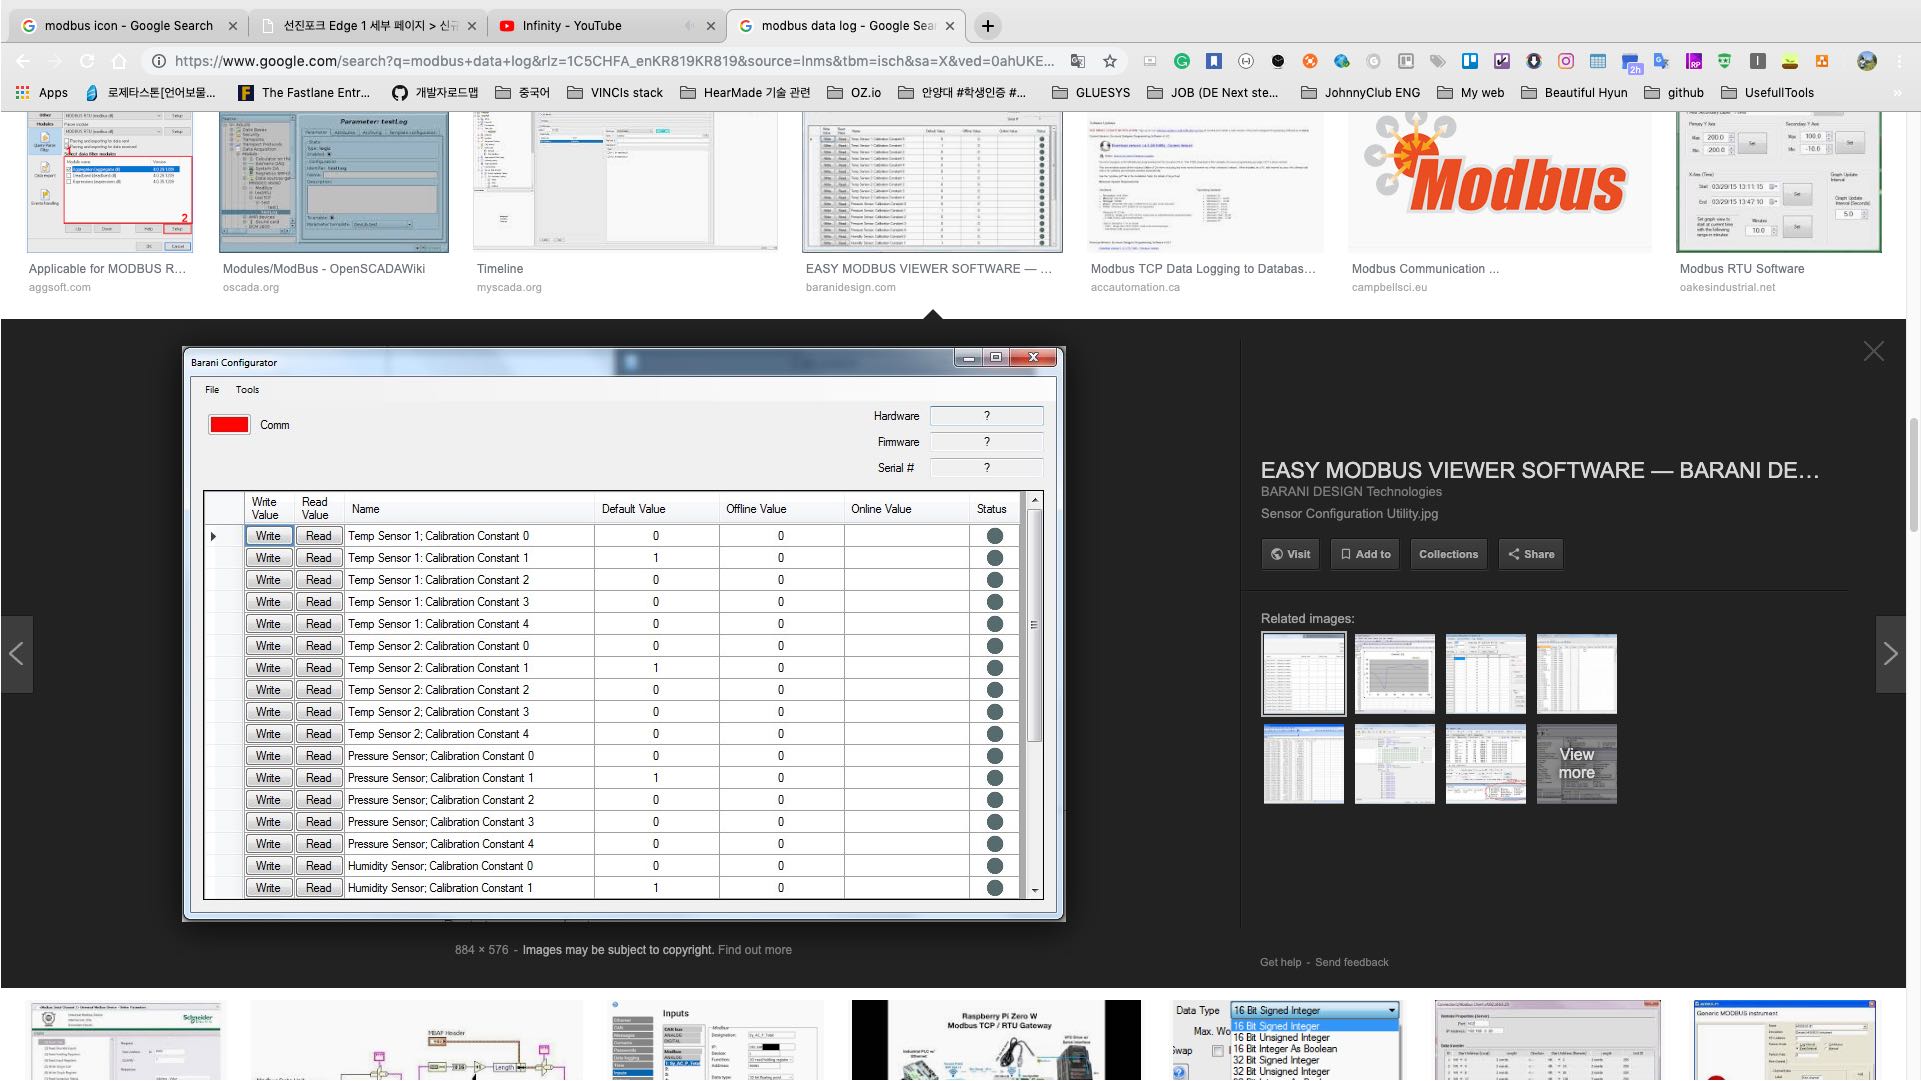 modbus icon - Google Search
선진포크 Edge 1 세부 페이지 > 신규
Infinity - YouTube
modbus data log - Google Sear
https://www.google.com/search?q=modbus+data+log&rlz=1C5CHFA_enKR819KR819&source=lnms&tbm=isch&sa=X&ved=0ahUKE...
2h
Apps
로제타스톤[언어보물...
The Fastlane Entr...
개발자로드맵
중국어
VINCIs stack
HearMade 기술 관련
OZ.io
안양대 #학생인증 #...
GLUESYS
JOB (DE Next ste...
JohnnyClub ENG
My web
Beautiful Hyun
github
UsefullTools
2
Parameter: testLog
Modbus
Applicable for MODBUS R...
aggsoft.com
Modules/ModBus - OpenSCADAWiki
oscada.org
Timeline
myscada.org
EASY MODBUS VIEWER SOFTWARE — ...
baranidesign.com
Modbus TCP Data Logging to Databas...
accautomation.ca
Modbus Communication ...
campbellsci.eu
Modbus RTU Software
oakesindustrial.net
Barani Configurator
File Tools
Comm
Hardware ?
Firmware ?
Serial # ?
Write Value Read Value Name Default Value Offline Value Online Value Status
Write Read Temp Sensor 1; Calibration Constant 0 0 0
Write Read Temp Sensor 1: Calibration Constant 1 1 0
Write Read Temp Sensor 1: Calibration Constant 2 0 0
Write Read Temp Sensor 1: Calibration Constant 3 0 0
Write Read Temp Sensor 1: Calibration Constant 4 0 0
Write Read Temp Sensor 2: Calibration Constant 0 0 0
Write Read Temp Sensor 2: Calibration Constant 1 1 0
Write Read Temp Sensor 2: Calibration Constant 2 0 0
Write Read Temp Sensor 2; Calibration Constant 3 0 0
Write Read Temp Sensor 2; Calibration Constant 4 0 0
Write Read Pressure Sensor; Calibration Constant 0 0 0
Write Read Pressure Sensor; Calibration Constant 1 1 0
Write Read Pressure Sensor; Calibration Constant 2 0 0
Write Read Pressure Sensor; Calibration Constant 3 0 0
Write Read Pressure Sensor; Calibration Constant 4 0 0
Write Read Humidity Sensor; Calibration Constant 0 0 0
Write Read Humidity Sensor; Calibration Constant 1 1 0
884 × 576 - Images may be subject to copyright. Find out more
EASY MODBUS VIEWER SOFTWARE — BARANI DE...
BARANI DESIGN Technologies
Sensor Configuration Utility.jpg
Visit
Add to
Collections
Share
Related images:
View more
Get help - Send feedback
Schneider
MBAP Header
Length
Inputs
Raspberry Pi Zero W
Modbus TCP / RTU Gateway
Data Type 16 Bit Signed Integer
16 Bit Signed Integer
16 Bit Unsigned Integer
16 Bit Integer As Boolean
32 Bit Signed Integer
32 Bit Unsigned Integer
Max. Wo
Swap
Generic MODBUS instrument